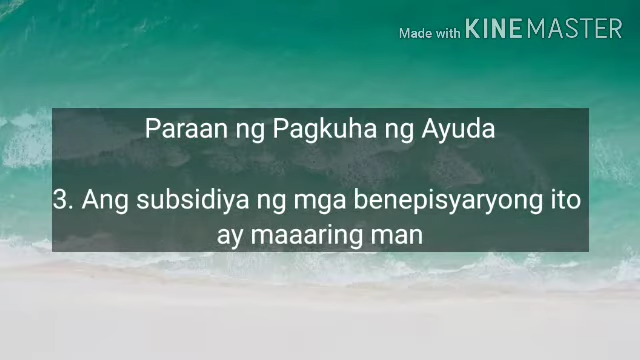 Made with KINEMASTER
Paraan ng Pagkuha ng Ayuda
3. Ang subsidiya ng mga benepisyaryong ito
ay maaaring man